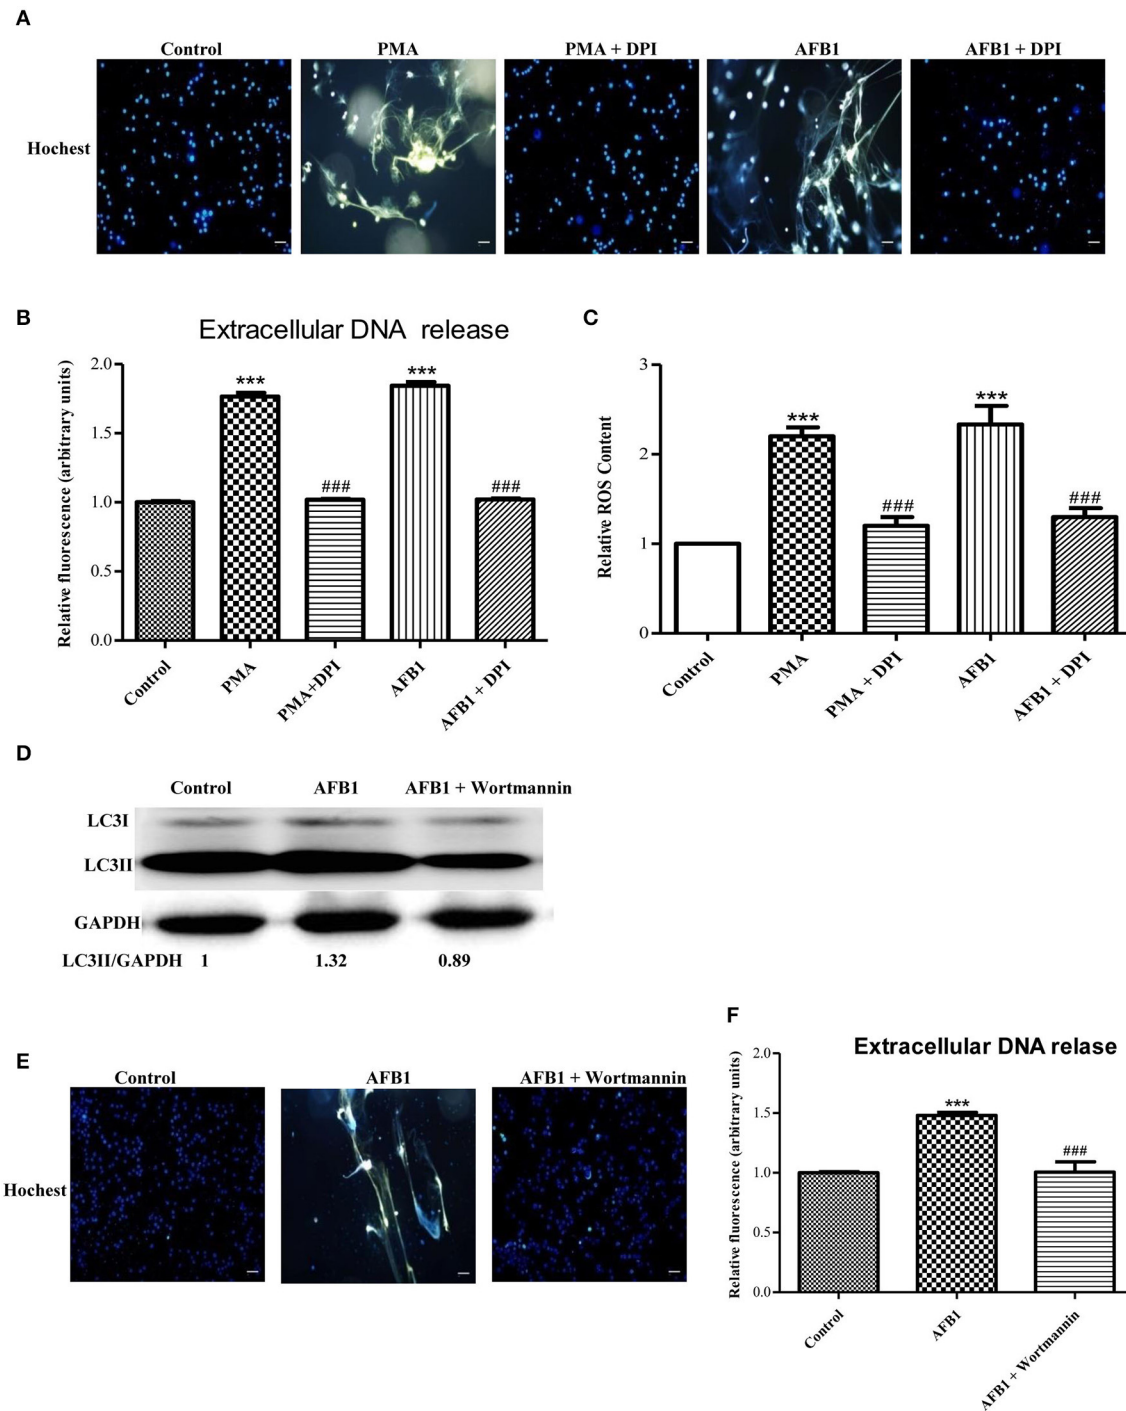 A
Control PMA PMA + DPI AFB1 AFB1 + DPI
Hochest
B
Extracellular DNA release
Relative fluorescence (arbitrary units)
2.0
1.5
1.0
0.5
0.0
*** ### *** ###
Control PMA PMA+DPI AFB1 AFB1 + DPI
C
Relative ROS Content
3
2
1
0
*** ### *** ###
Control PMA PMA + DPI AFB1 AFB1 + DPI
D
Control AFB1 AFB1 + Wortmannin
LC3I
LC3II
GAPDH
LC3II/GAPDH 1 1.32 0.89
E
Control AFB1 AFB1 + Wortmannin
Hochest
F
Extracellular DNA relase
Relative fluorescence (arbitrary units)
2.0
1.5
1.0
0.5
0.0
*** ###
Control AFB1 AFB1 + Wortmannin